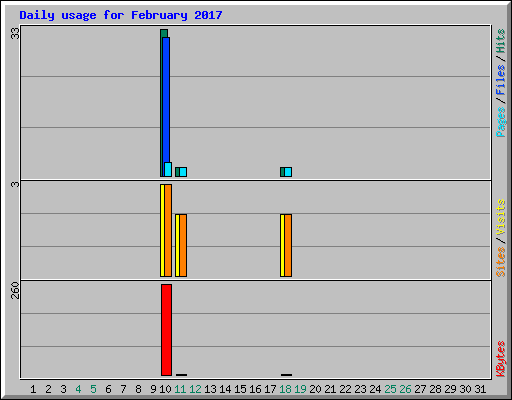 Daily usage for February 2017
33
3
260
Pages / Files / Hits
Sites / Visits
KBytes
1 2 3 4 5 6 7 8 9 10 11 12 13 14 15 16 17 18 19 20 21 22 23 24 25 26 27 28 29 30 31